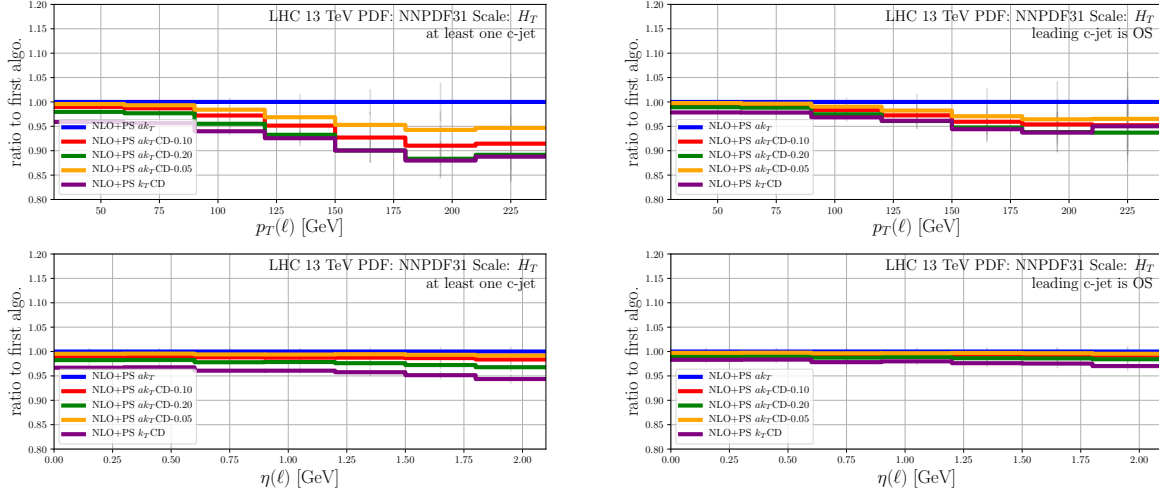 LHC 13 TeV PDF: NNPDF31 Scale: H_T
at least one c-jet
ratio to first algo.
1.20
1.15
1.10
1.05
1.00
0.95
0.90
0.85
0.80
NLO+PS ak_T
NLO+PS ak_TCD-0.10
NLO+PS ak_TCD-0.20
NLO+PS ak_TCD-0.05
NLO+PS k_TCD
50 75 100 125 150 175 200 225
p_T(ℓ) [GeV]
LHC 13 TeV PDF: NNPDF31 Scale: H_T
leading c-jet is OS
ratio to first algo.
1.20
1.15
1.10
1.05
1.00
0.95
0.90
0.85
0.80
NLO+PS ak_T
NLO+PS ak_TCD-0.10
NLO+PS ak_TCD-0.20
NLO+PS ak_TCD-0.05
NLO+PS k_TCD
50 75 100 125 150 175 200 225
p_T(ℓ) [GeV]
LHC 13 TeV PDF: NNPDF31 Scale: H_T
at least one c-jet
ratio to first algo.
1.20
1.15
1.10
1.05
1.00
0.95
0.90
0.85
0.80
NLO+PS ak_T
NLO+PS ak_TCD-0.10
NLO+PS ak_TCD-0.20
NLO+PS ak_TCD-0.05
NLO+PS k_TCD
0.00 0.25 0.50 0.75 1.00 1.25 1.50 1.75 2.00
η(ℓ) [GeV]
LHC 13 TeV PDF: NNPDF31 Scale: H_T
leading c-jet is OS
ratio to first algo.
1.20
1.15
1.10
1.05
1.00
0.95
0.90
0.85
0.80
NLO+PS ak_T
NLO+PS ak_TCD-0.10
NLO+PS ak_TCD-0.20
NLO+PS ak_TCD-0.05
NLO+PS k_TCD
0.00 0.25 0.50 0.75 1.00 1.25 1.50 1.75 2.00
η(ℓ) [GeV]